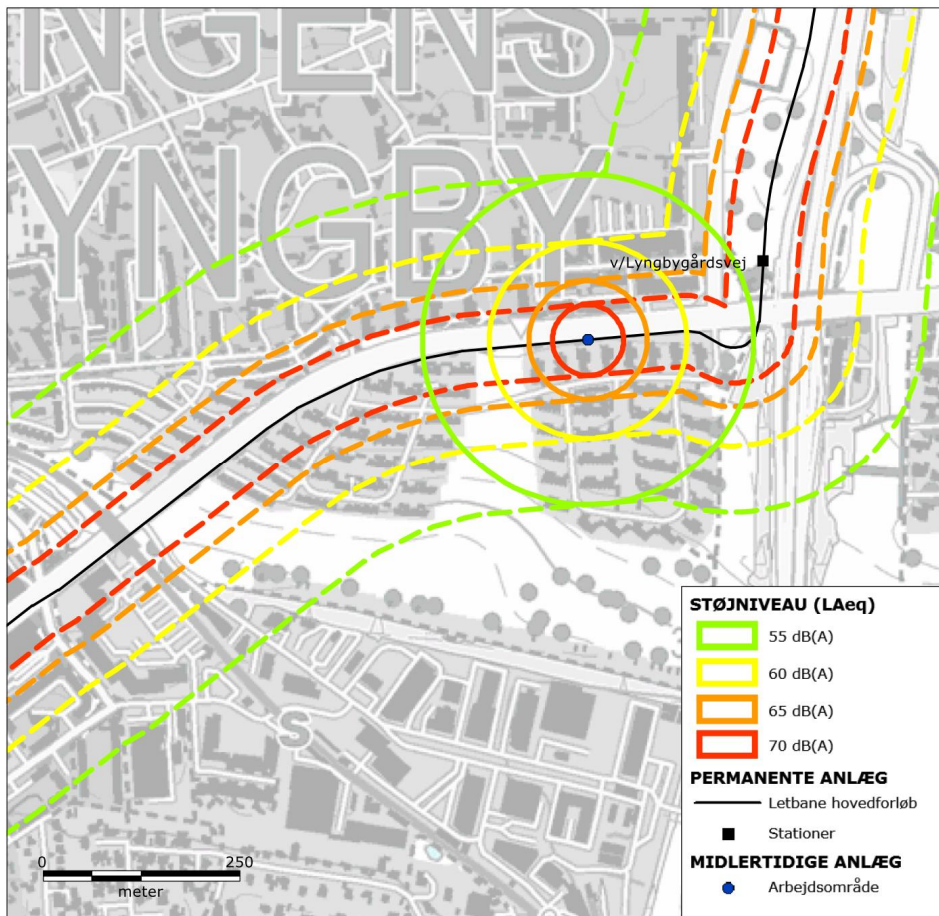 NGENS
YNGBY
v/Lyngbygårdsvej
S
0 250
meter
STØJNIVEAU (LAeq)
55 dB(A)
60 dB(A)
65 dB(A)
70 dB(A)
PERMANENTE ANLÆG
Letbane hovedforløb
Stationer
MIDLERTIDIGE ANLÆG
Arbejdsområde